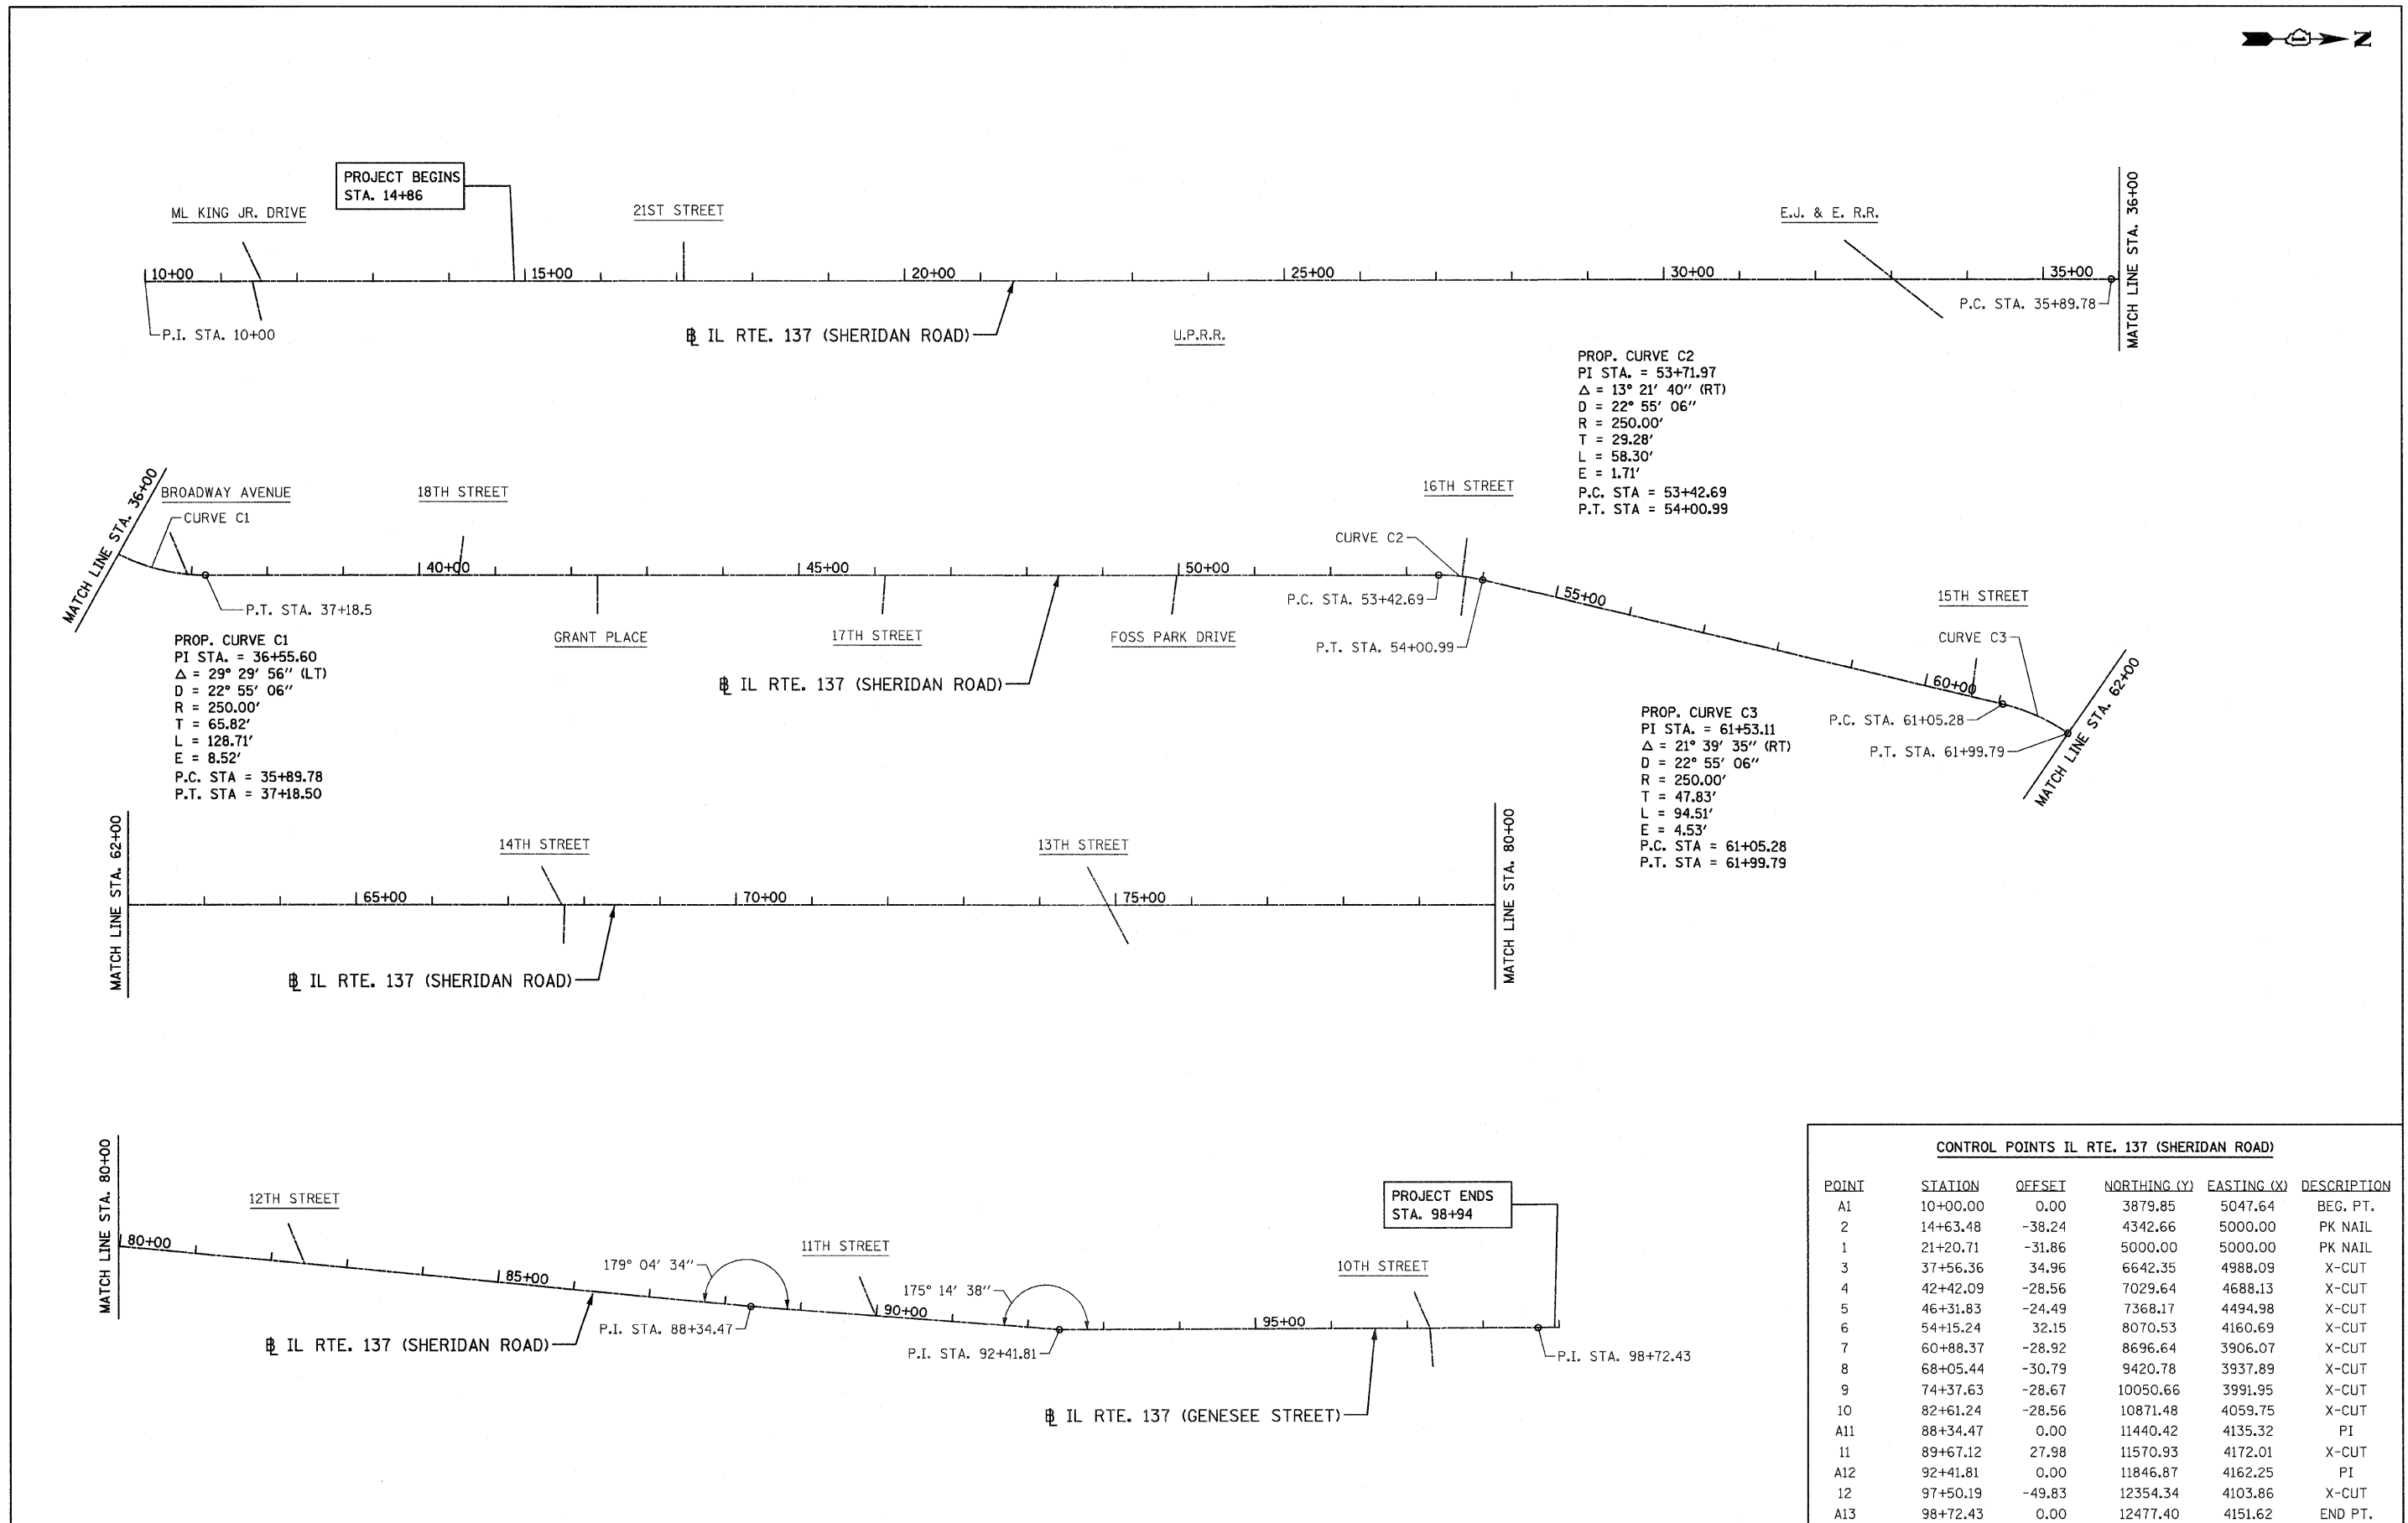 N
PROJECT BEGINS
STA. 14+86
ML KING JR. DRIVE
21ST STREET
E.J. & E. R.R.
10+00
15+00
20+00
25+00
30+00
35+00
MATCH LINE STA. 36+00
P.I. STA. 10+00
℄ IL RTE. 137 (SHERIDAN ROAD)
U.P.R.R.
P.C. STA. 35+89.78
PROP. CURVE C2
PI STA. = 53+71.97
Δ = 13° 21' 40" (RT)
D = 22° 55' 06"
R = 250.00'
T = 29.28'
L = 58.30'
E = 1.71'
P.C. STA = 53+42.69
P.T. STA = 54+00.99
MATCH LINE STA. 36+00
BROADWAY AVENUE
CURVE C1
18TH STREET
16TH STREET
CURVE C2
40+00
45+00
50+00
55+00
60+00
P.T. STA. 37+18.5
GRANT PLACE
17TH STREET
FOSS PARK DRIVE
P.C. STA. 53+42.69
P.T. STA. 54+00.99
15TH STREET
CURVE C3
MATCH LINE STA. 62+00
℄ IL RTE. 137 (SHERIDAN ROAD)
P.C. STA. 61+05.28
P.T. STA. 61+99.79
PROP. CURVE C1
PI STA. = 36+55.60
Δ = 29° 29' 56" (LT)
D = 22° 55' 06"
R = 250.00'
T = 65.82'
L = 128.71'
E = 8.52'
P.C. STA = 35+89.78
P.T. STA = 37+18.50
PROP. CURVE C3
PI STA. = 61+53.11
Δ = 21° 39' 35" (RT)
D = 22° 55' 06"
R = 250.00'
T = 47.83'
L = 94.51'
E = 4.53'
P.C. STA = 61+05.28
P.T. STA = 61+99.79
MATCH LINE STA. 62+00
14TH STREET
13TH STREET
65+00
70+00
75+00
MATCH LINE STA. 80+00
℄ IL RTE. 137 (SHERIDAN ROAD)
MATCH LINE STA. 80+00
12TH STREET
11TH STREET
10TH STREET
PROJECT ENDS
STA. 98+94
80+00
85+00
90+00
95+00
179° 04' 34"
175° 14' 38"
℄ IL RTE. 137 (SHERIDAN ROAD)
P.I. STA. 88+34.47
P.I. STA. 92+41.81
P.I. STA. 98+72.43
℄ IL RTE. 137 (GENESEE STREET)
CONTROL POINTS IL RTE. 137 (SHERIDAN ROAD)
POINT STATION OFFSET NORTHING (Y) EASTING (X) DESCRIPTION
A1 10+00.00 0.00 3879.85 5047.64 BEG. PT.
2 14+63.48 -38.24 4342.66 5000.00 PK NAIL
1 21+20.71 -31.86 5000.00 5000.00 PK NAIL
3 37+56.36 34.96 6642.35 4988.09 X-CUT
4 42+42.09 -28.56 7029.64 4688.13 X-CUT
5 46+31.83 -24.49 7368.17 4494.98 X-CUT
6 54+15.24 32.15 8070.53 4160.69 X-CUT
7 60+88.37 -28.92 8696.64 3906.07 X-CUT
8 68+05.44 -30.79 9420.78 3937.89 X-CUT
9 74+37.63 -28.67 10050.66 3991.95 X-CUT
10 82+61.24 -28.56 10871.48 4059.75 X-CUT
A11 88+34.47 0.00 11440.42 4135.32 PI
11 89+67.12 27.98 11570.93 4172.01 X-CUT
A12 92+41.81 0.00 11846.87 4162.25 PI
12 97+50.19 -49.83 12354.34 4103.86 X-CUT
A13 98+72.43 0.00 12477.40 4151.62 END PT.